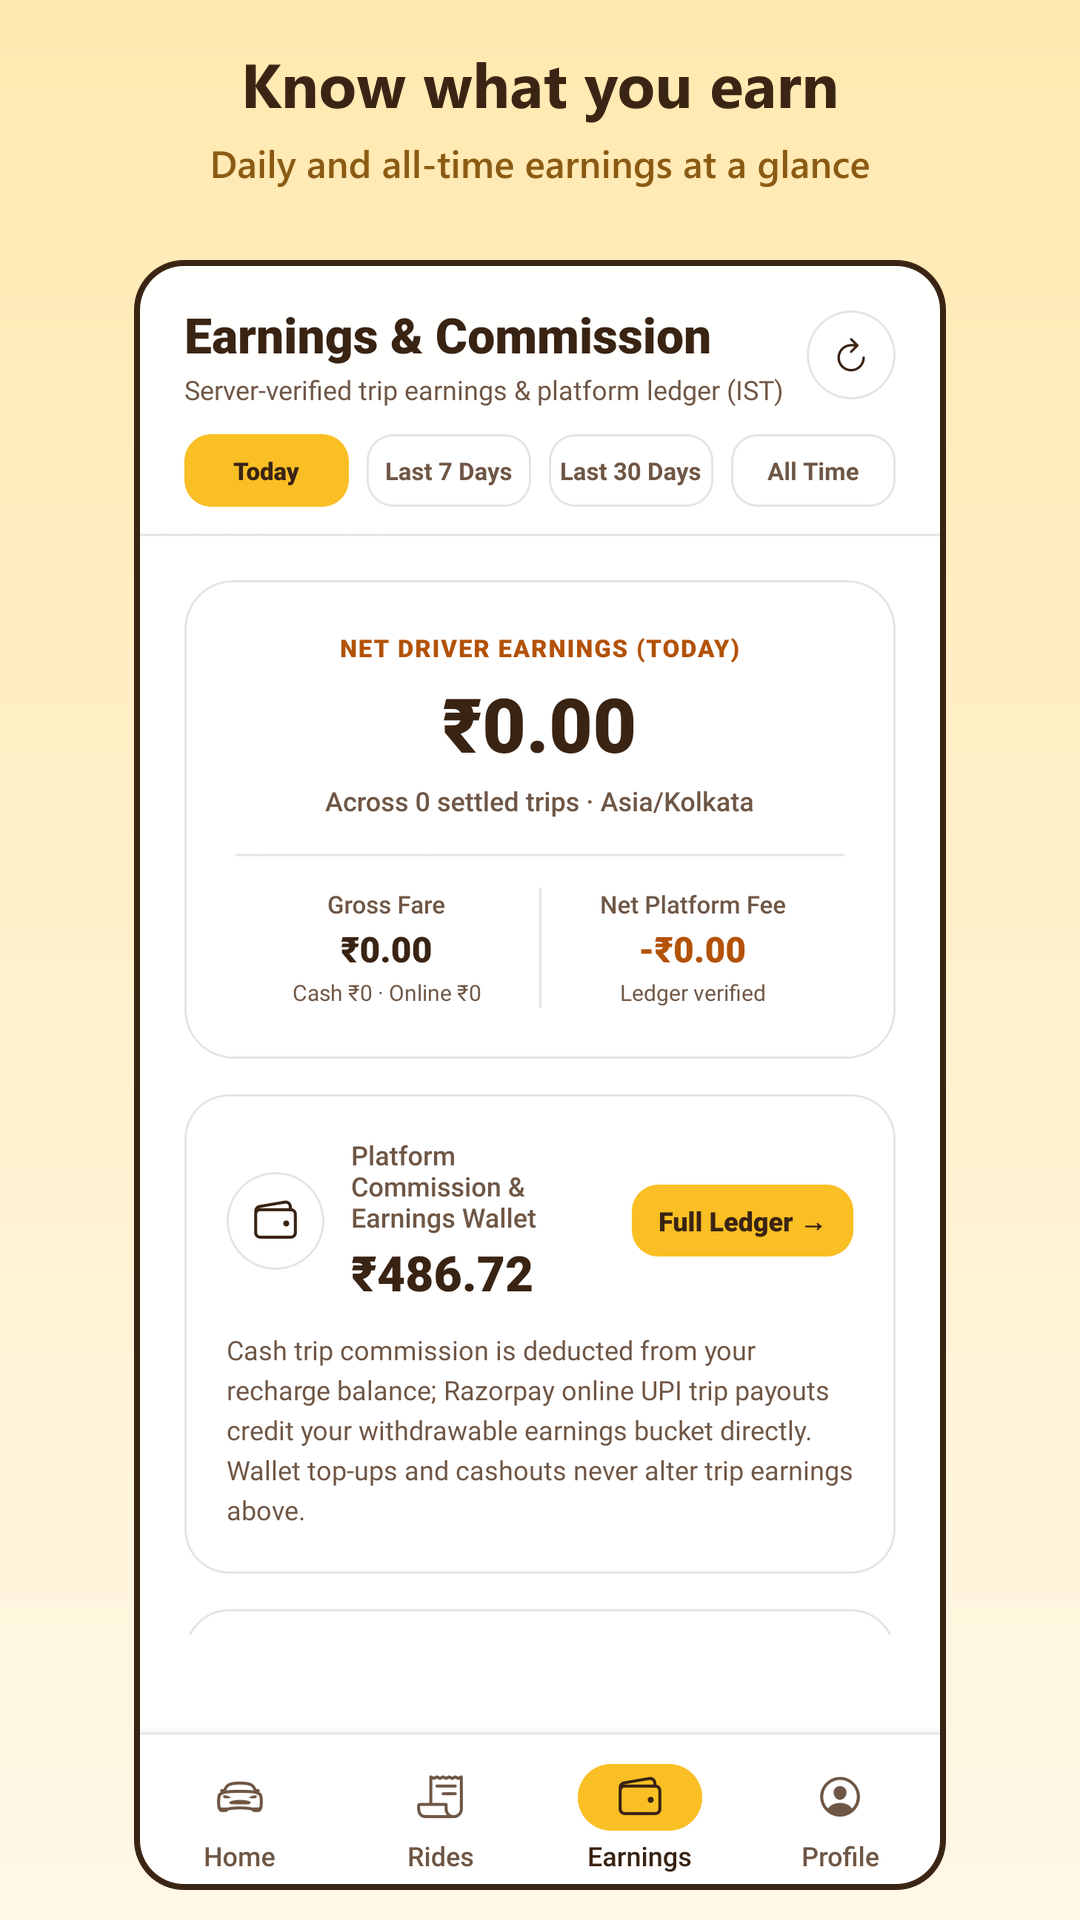 Know what you earn
Daily and all-time earnings at a glance
Earnings & Commission
Server-verified trip earnings & platform ledger (IST)
Today
Last 7 Days
Last 30 Days
All Time
NET DRIVER EARNINGS (TODAY)
₹0.00
Across 0 settled trips · Asia/Kolkata
Gross Fare
₹0.00
Cash ₹0 · Online ₹0
Net Platform Fee
-₹0.00
Ledger verified
Platform
Commission &
Earnings Wallet
₹486.72
Full Ledger →
Cash trip commission is deducted from your
recharge balance; Razorpay online UPI trip payouts
credit your withdrawable earnings bucket directly.
Wallet top-ups and cashouts never alter trip earnings
above.
Home
Rides
Earnings
Profile